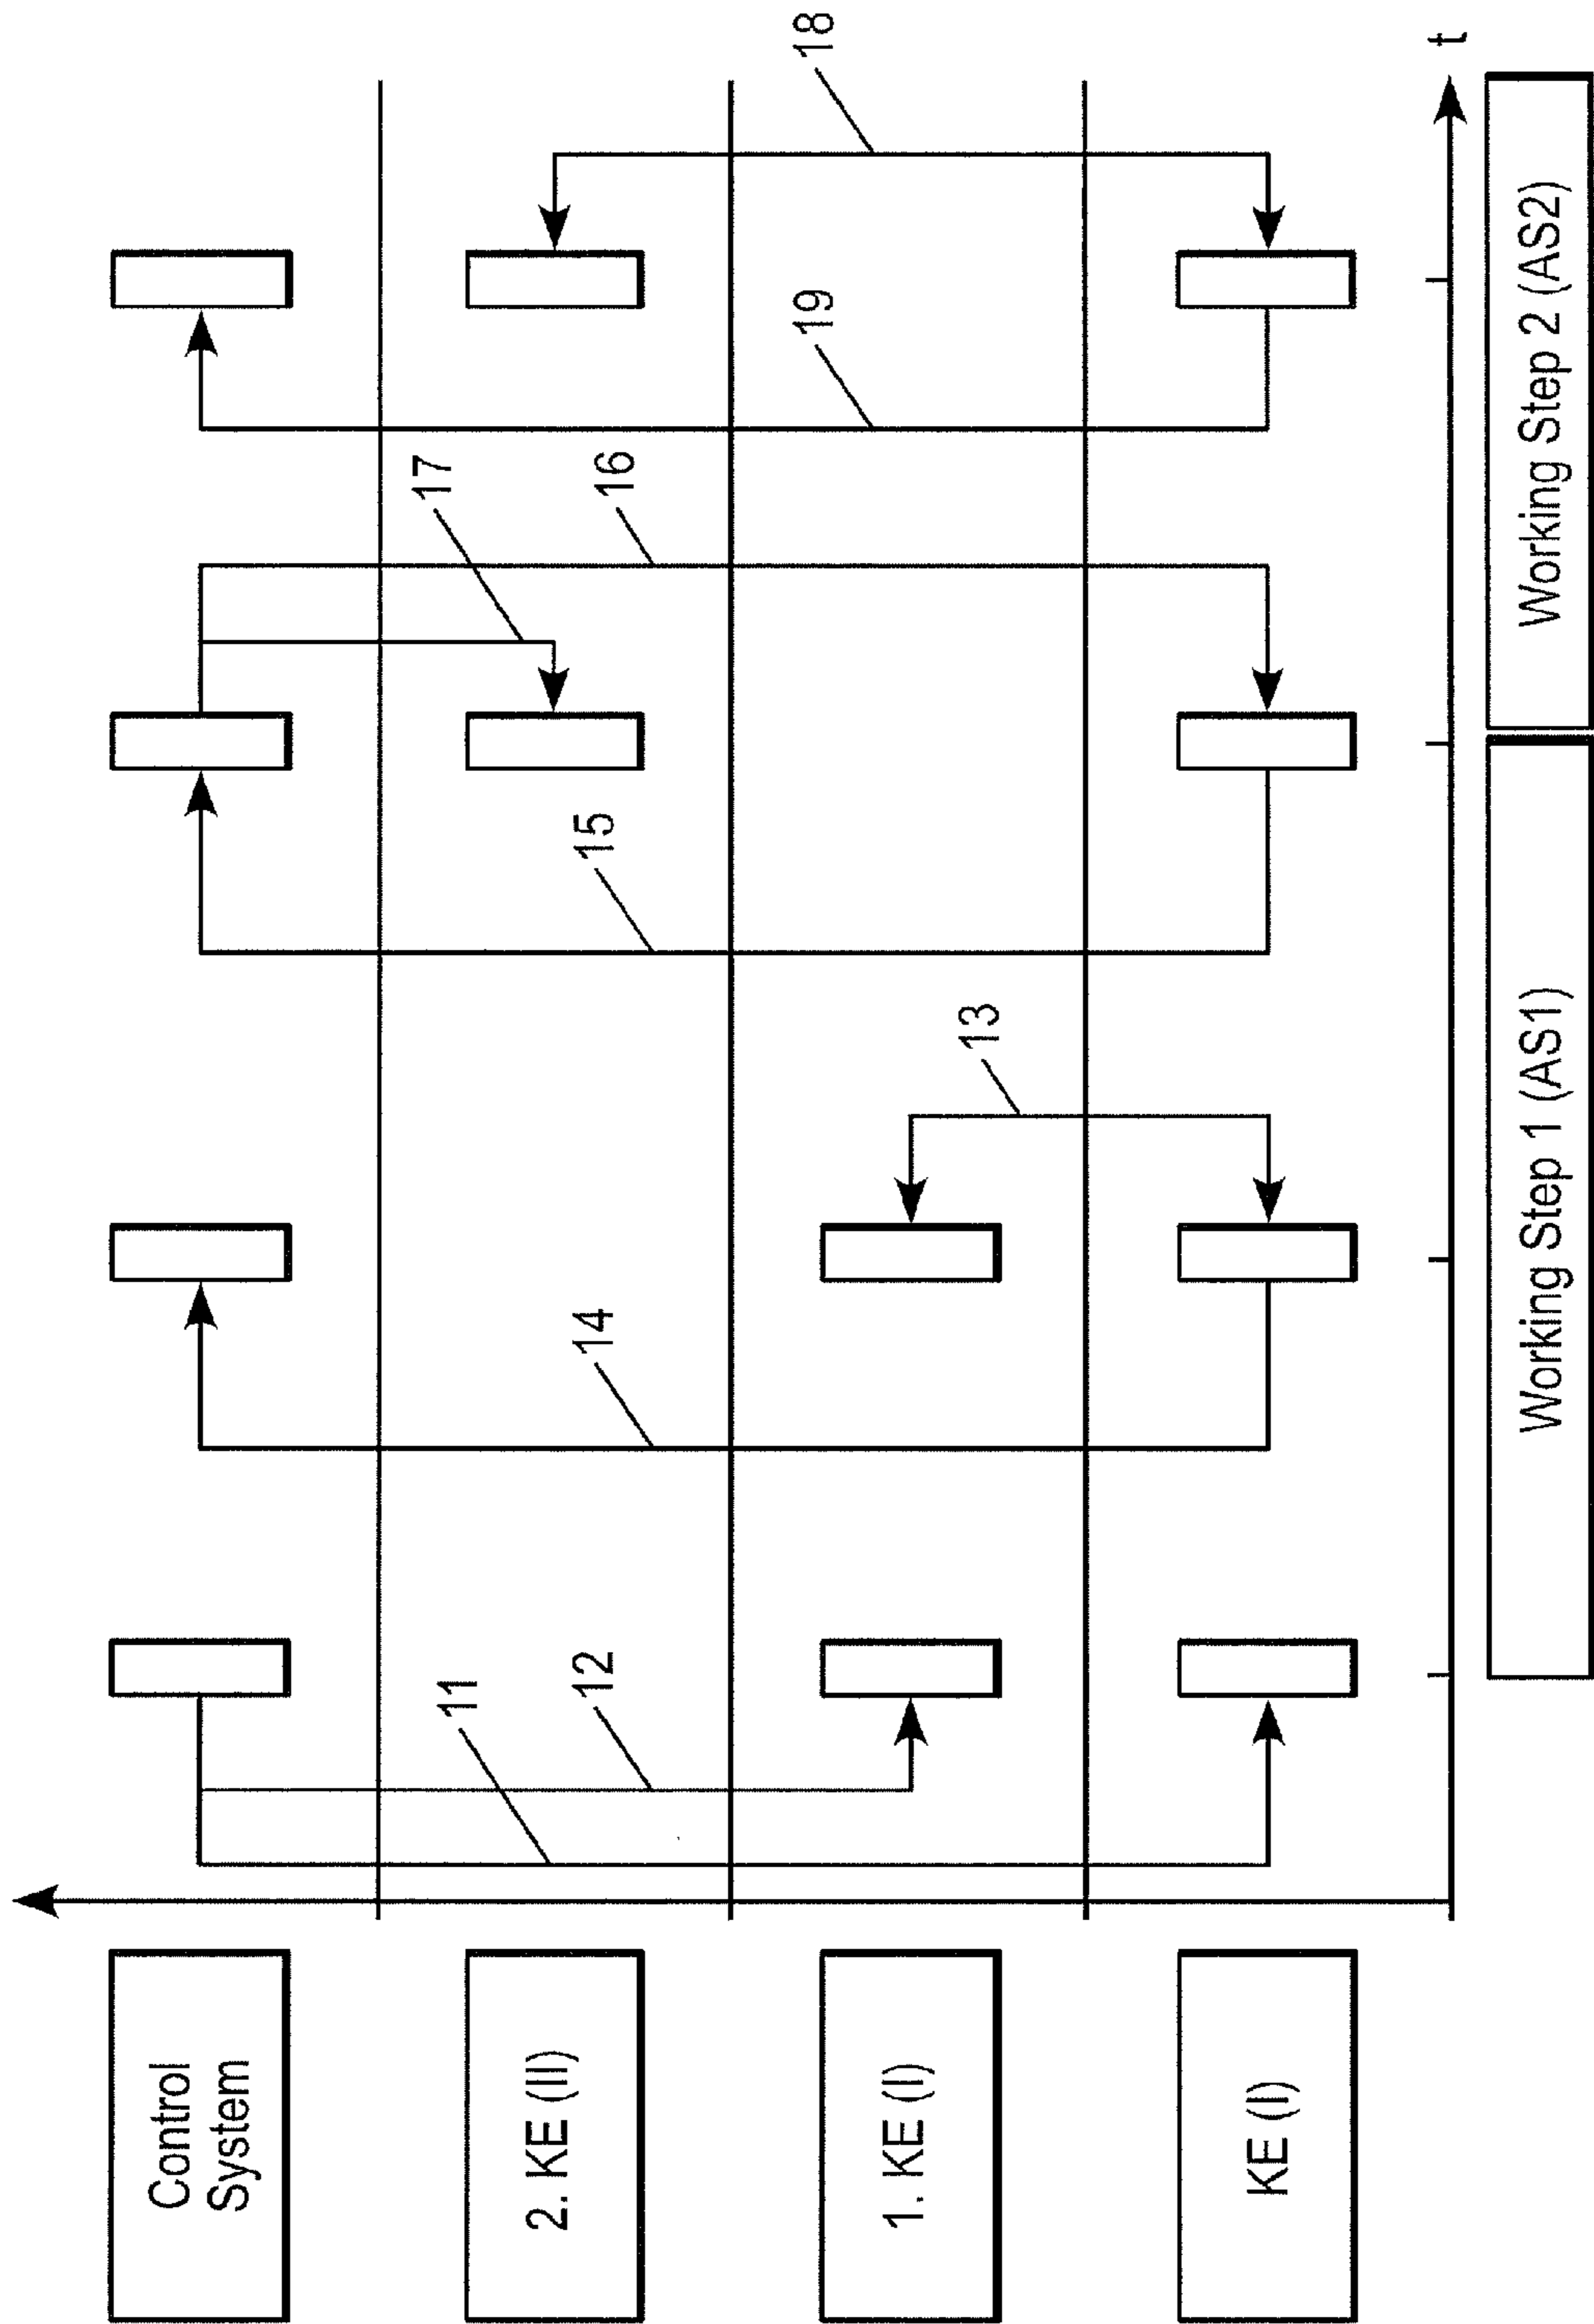 Control
System
2. KE (II)
1. KE (I)
KE (I)
11
12
14
13
15
17
16
19
18
t
Working Step 1 (AS1)
Working Step 2 (AS2)